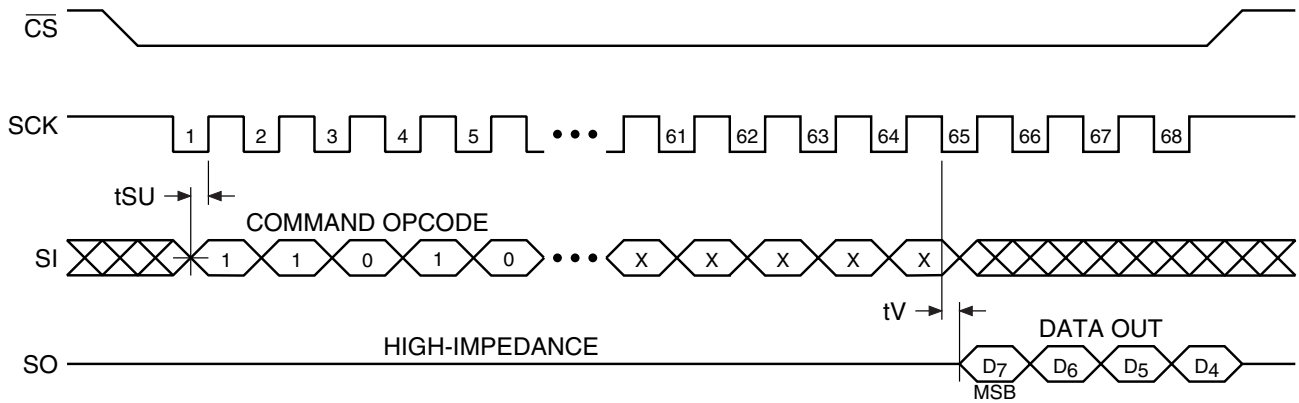 CS
SCK 1 2 3 4 5 ••• 61 62 63 64 65 66 67 68
tSU
COMMAND OPCODE
SI 1 1 0 1 0 ••• X X X X X
tV
DATA OUT
HIGH-IMPEDANCE
SO D7 D6 D5 D4
MSB